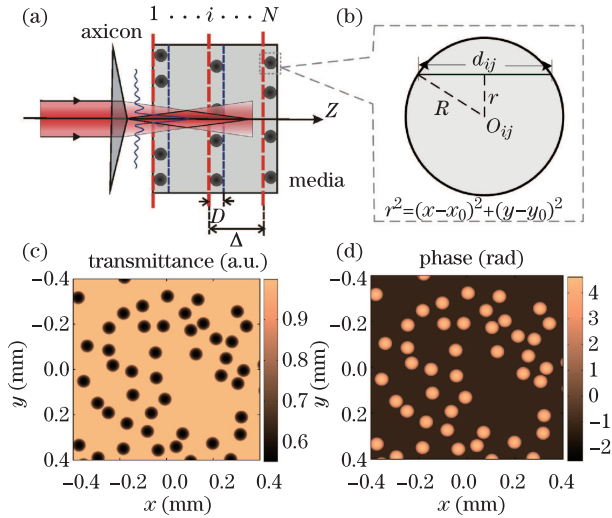 (a)
1 . . . i . . . N
axicon
Z
media
D
Δ
(b)
d_ij
r
R
O_ij
r²=(x−x₀)²+(y−y₀)²
(c)
transmittance (a.u.)
−0.4
−0.2
0.0
0.2
0.4
y (mm)
−0.4 −0.2 0.0 0.2 0.4
x (mm)
0.9
0.8
0.7
0.6
(d)
phase (rad)
−0.4
−0.2
0.0
0.2
0.4
y (mm)
−0.4 −0.2 0.0 0.2 0.4
x (mm)
4
3
2
1
0
−1
−2